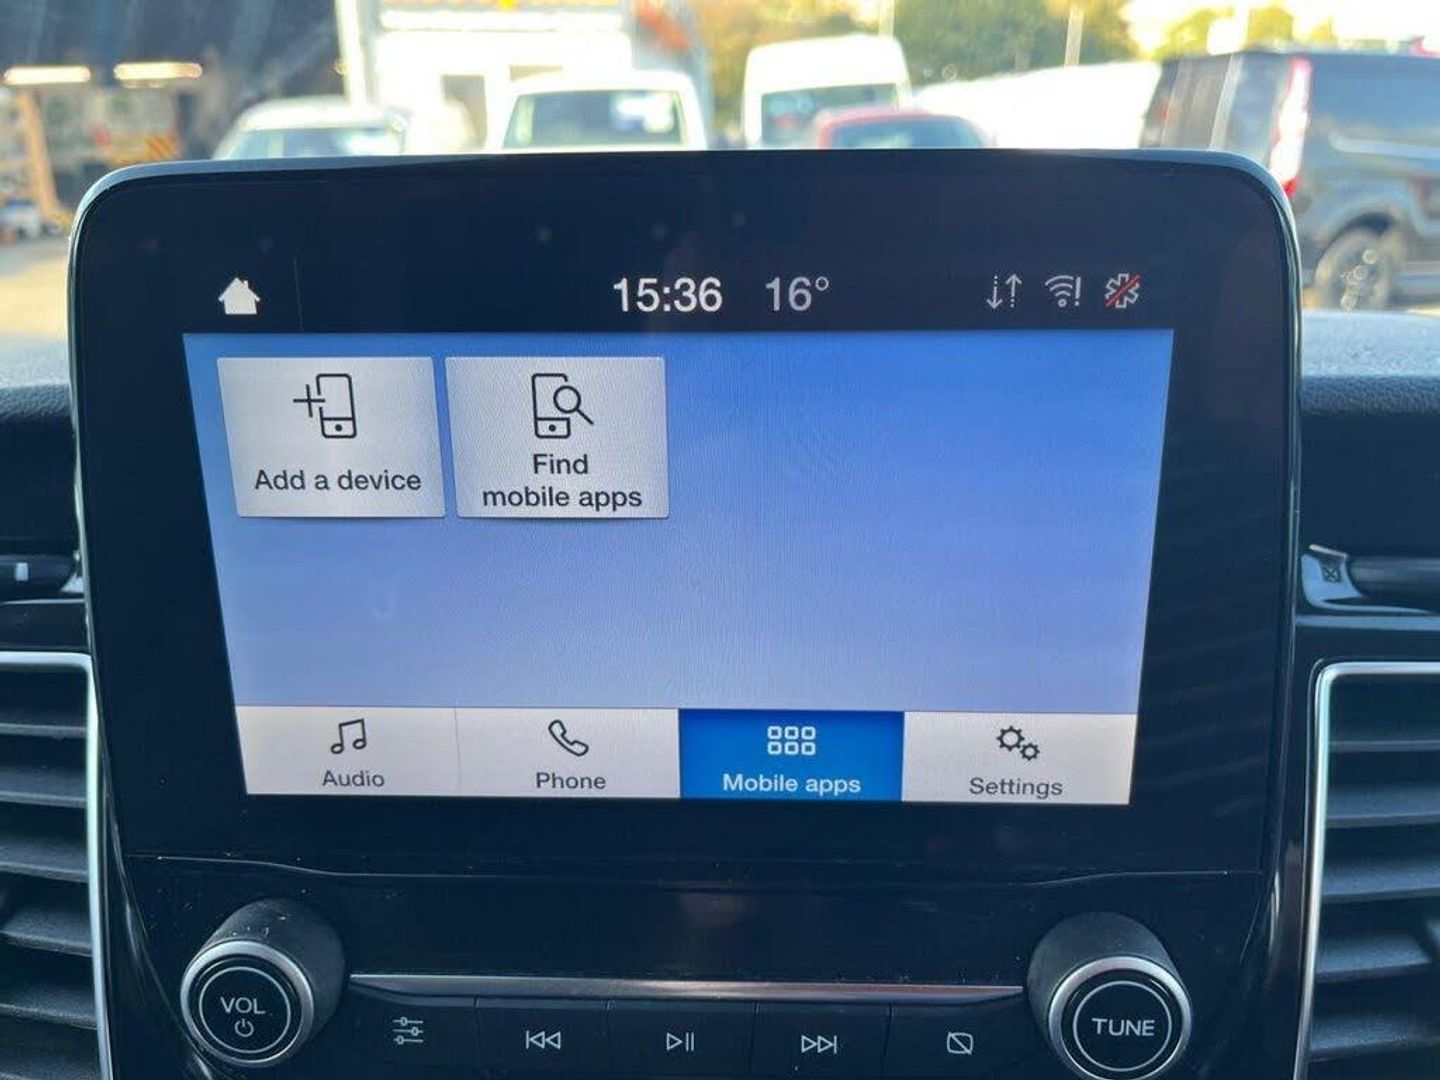 15:36 16°
Add a device
Find
mobile apps
Audio
Phone
Mobile apps
Settings
VOL
TUNE